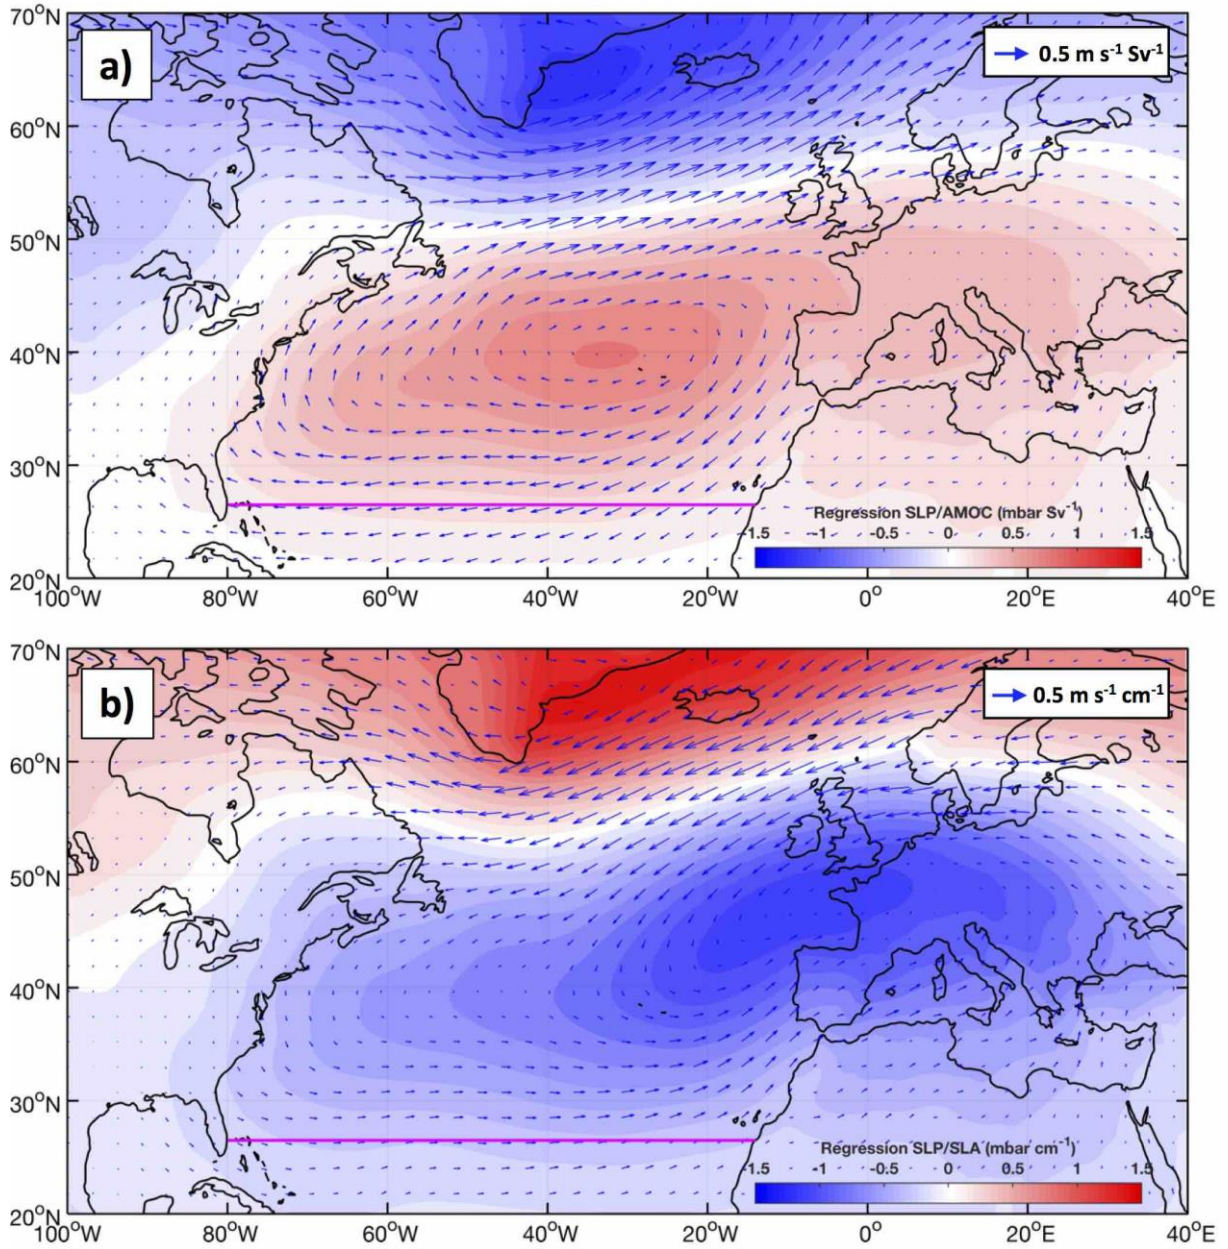 70°N
a)
0.5 m s⁻¹ Sv⁻¹
60°N
50°N
40°N
30°N
Regression SLP/AMOC (mbar Sv⁻¹)
-1.5 -1 -0.5 0 0.5 1 1.5
20°N
100°W 80°W 60°W 40°W 20°W 0° 20°E 40°E
70°N
b)
0.5 m s⁻¹ cm⁻¹
60°N
50°N
40°N
30°N
Regression SLP/SLA (mbar cm⁻¹)
-1.5 -1 -0.5 0 0.5 1 1.5
20°N
100°W 80°W 60°W 40°W 20°W 0° 20°E 40°E